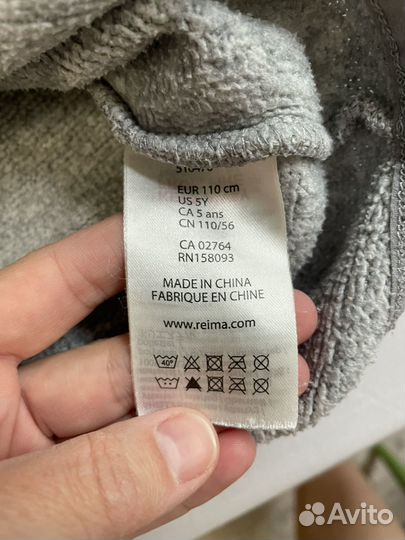 EUR 110 cm
US 5Y
CA 5 ans
CN 110/56
CA 02764
RN158093
MADE IN CHINA
FABRIQUE EN CHINE
www.reima.com
40°
Avito